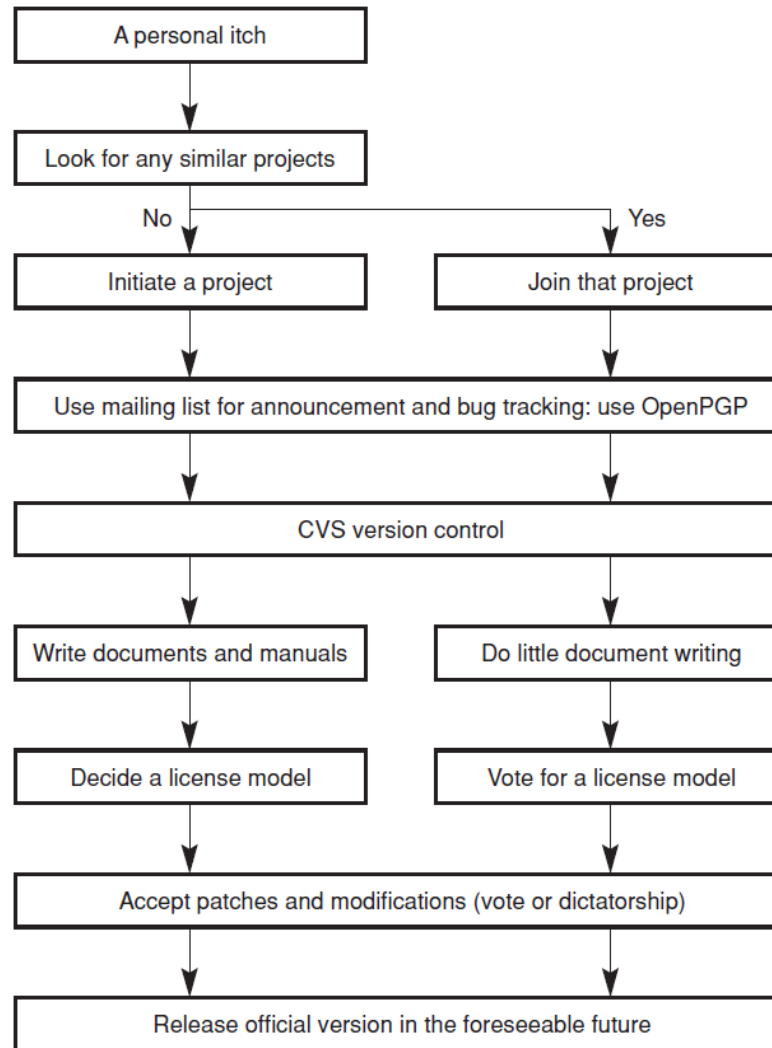 A personal itch
Look for any similar projects
No
Yes
Initiate a project
Join that project
Use mailing list for announcement and bug tracking: use OpenPGP
CVS version control
Write documents and manuals
Do little document writing
Decide a license model
Vote for a license model
Accept patches and modifications (vote or dictatorship)
Release official version in the foreseeable future